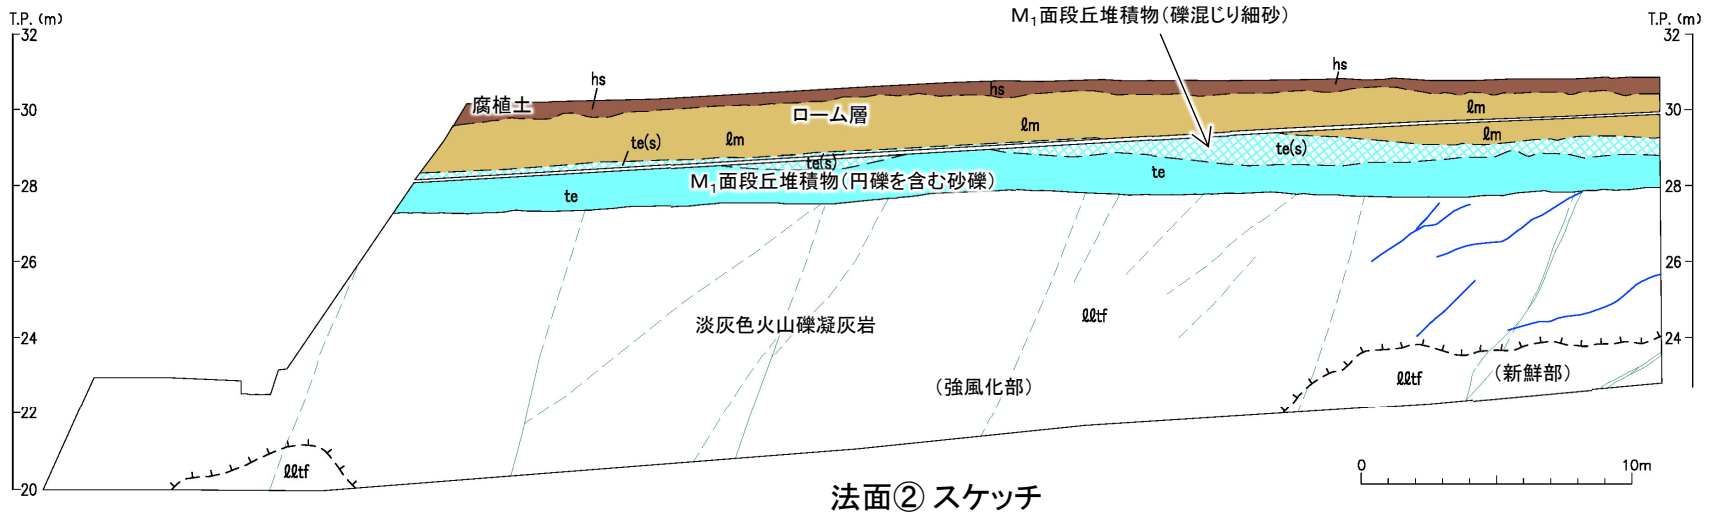 M₁面段丘堆積物(礫混じり細砂)
T.P. (m)
T.P. (m)
32
32
hs
hs
hs
腐植土
30
30
ローム層
ℓm
ℓm
ℓm
ℓm
te(s)
te(s)
te(s)
28
28
M₁面段丘堆積物(円礫を含む砂礫)
te
te
26
26
淡灰色火山礫凝灰岩
ℓℓtf
24
24
(強風化部)
ℓℓtf
(新鮮部)
22
ℓℓtf
20
0
10m
法面② スケッチ